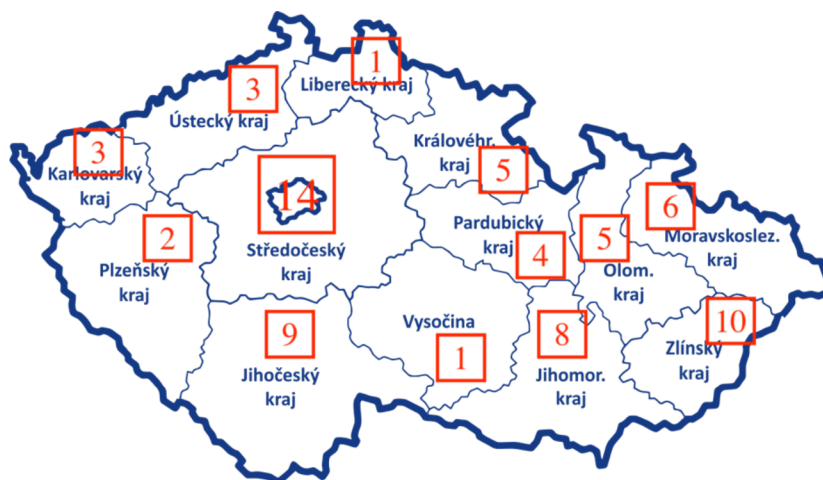 1
Liberecký kraj
3
Ústecký kraj
3
Karlovarský
kraj
Královéhr.
kraj
5
14
Středočeský
kraj
6
Moravskoslez.
kraj
2
Plzeňský
kraj
Pardubický
kraj
4
5
Olom.
kraj
9
Jihočeský
kraj
Vysočina
1
8
Jihomor.
kraj
10
Zlínský
kraj